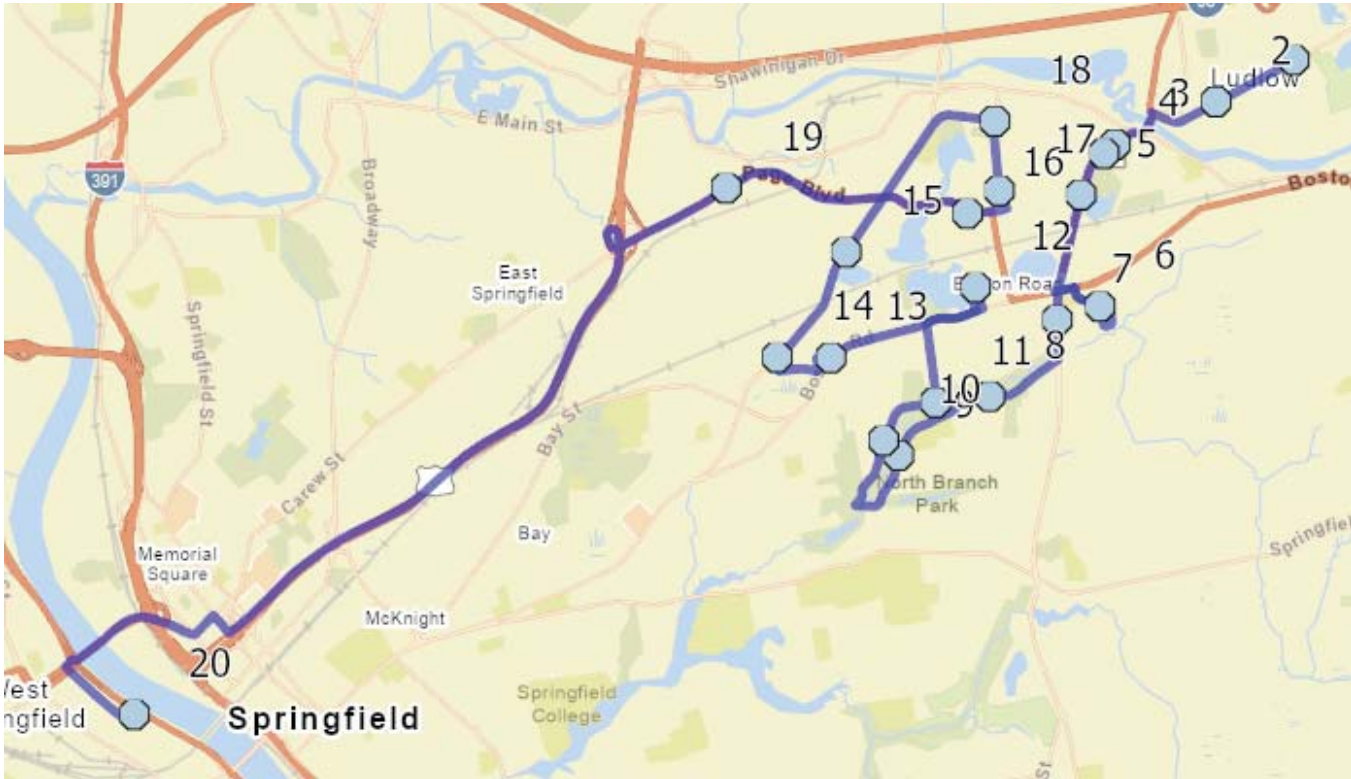 90
Shawinigan Dr
18
2
Ludlow
3
4
E Main St
19
17
5
16
391
Broadway
Page Blvd
Boston
15
12
6
7
East
Springfield
14
13
8
11
Springfield St
10
9
Bay St
North Branch
Park
Carew St
Bay
Springfield
Memorial
Square
McKnight
20
West
ngfield
Springfield
Springfield
College
St